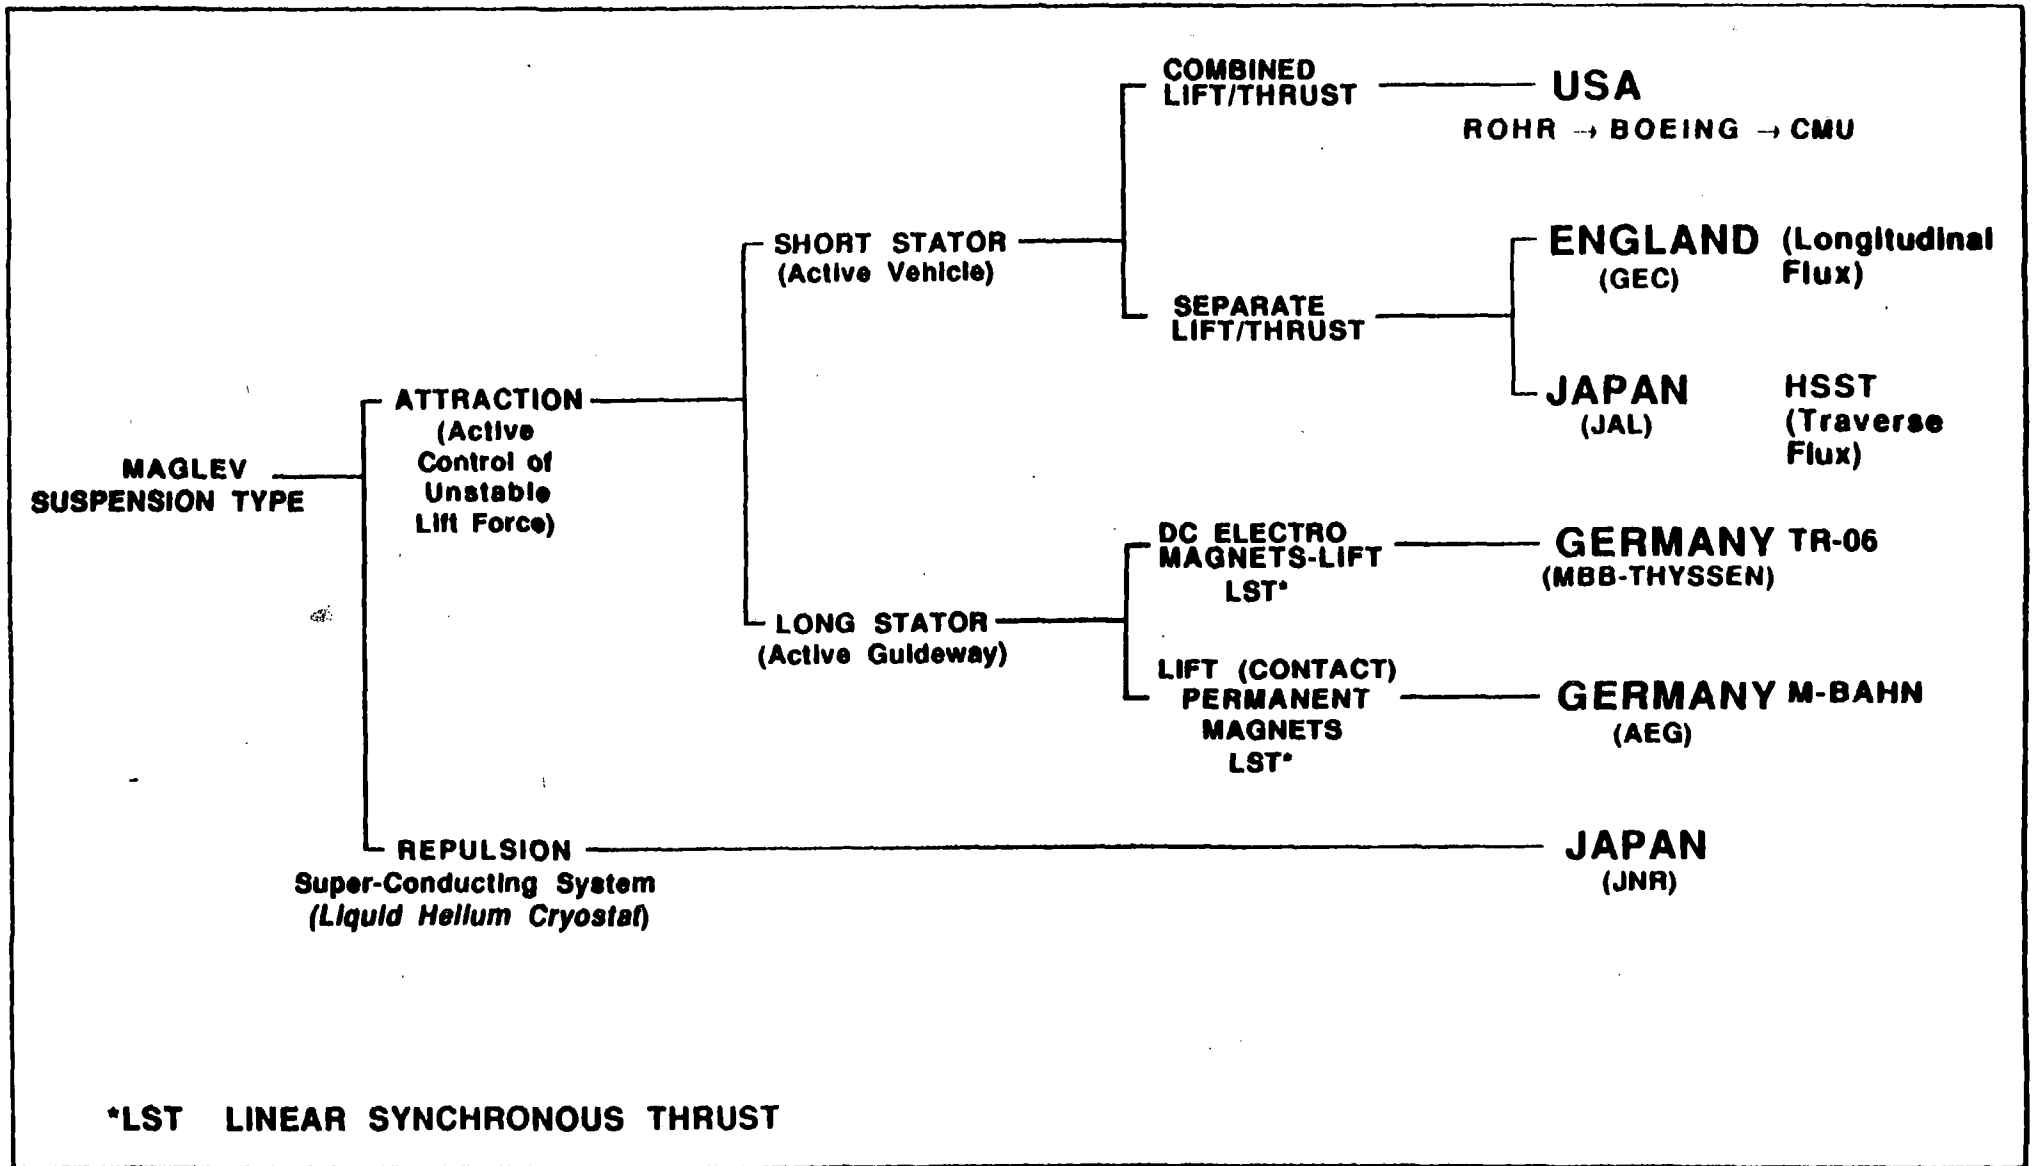 MAGLEV
SUSPENSION TYPE
ATTRACTION
(Active
Control of
Unstable
Lift Force)
SHORT STATOR
(Active Vehicle)
COMBINED
LIFT/THRUST
USA
ROHR → BOEING → CMU
SEPARATE
LIFT/THRUST
ENGLAND (Longitudinal
(GEC) Flux)
JAPAN HSST
(JAL) (Traverse
Flux)
LONG STATOR
(Active Guideway)
DC ELECTRO
MAGNETS-LIFT
LST*
GERMANY TR-06
(MBB-THYSSEN)
LIFT (CONTACT)
PERMANENT
MAGNETS
LST*
GERMANY M-BAHN
(AEG)
REPULSION
Super-Conducting System
(Liquid Helium Cryostat)
JAPAN
(JNR)
*LST LINEAR SYNCHRONOUS THRUST